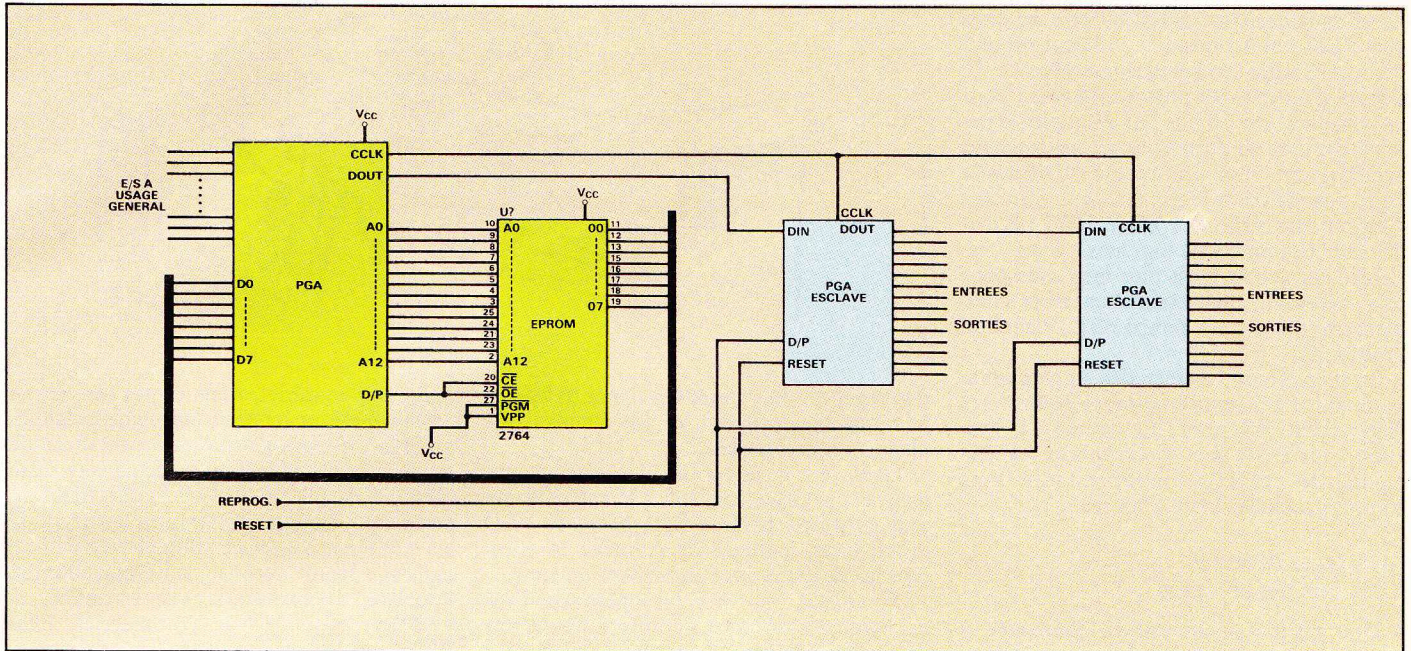 VCC
CCLK
DOUT
E/S A
USAGE
GENERAL
A0
D0
PGA
D7
A12
D/P
VCC
U?
10 A0 00 11
9 12
8 13
7 15
6 16
5 17
4 18
3 07 19
25
24 EPROM
21
23
2 A12
20 CE
22 OE
27 PGM
1 VPP
2764
VCC
CCLK
DIN DOUT
PGA
ESCLAVE
D/P
RESET
ENTREES
SORTIES
DIN CCLK
PGA
ESCLAVE
D/P
RESET
ENTREES
SORTIES
REPROG.
RESET